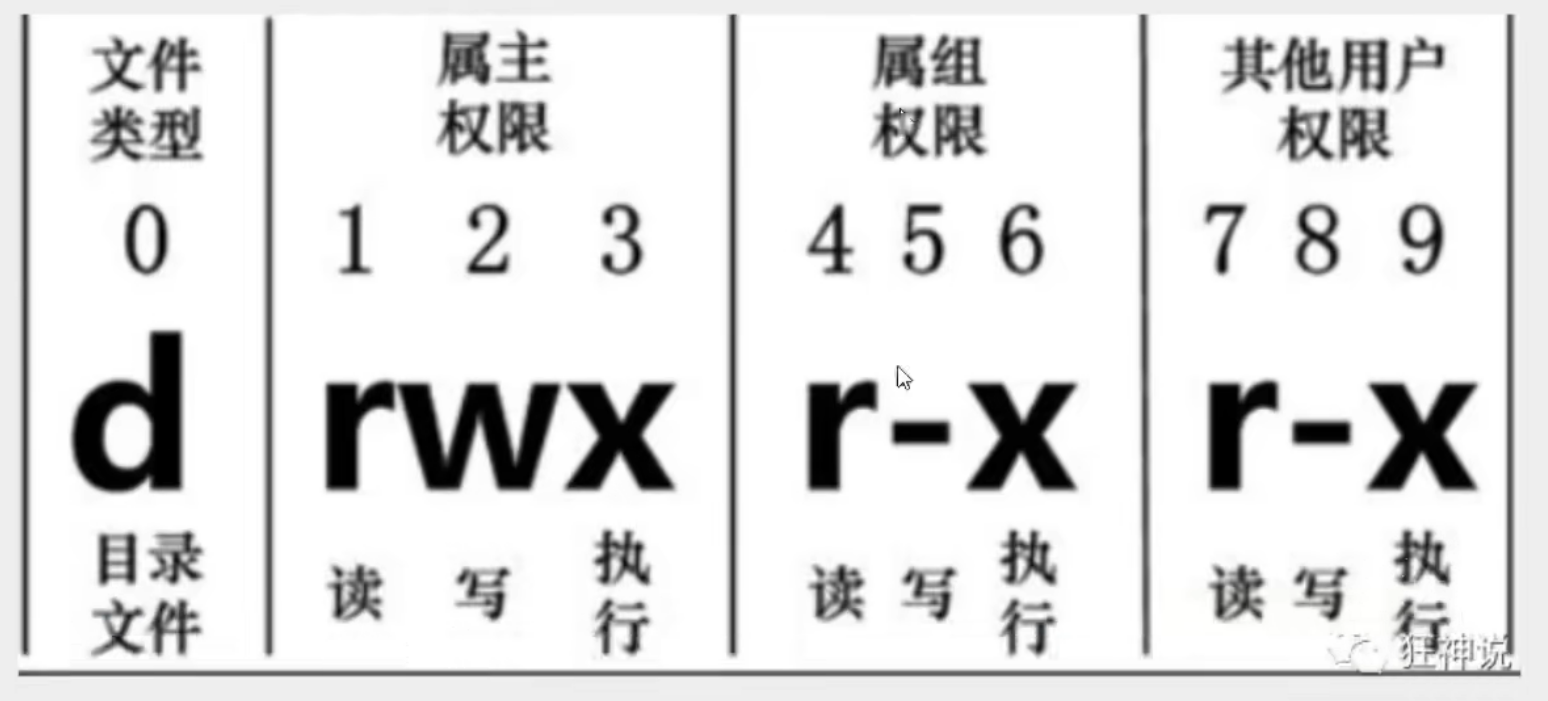 文件 属主 属组 其他用户
类型 权限 权限 权限
0 1 2 3 4 5 6 7 8 9
d rwx r-x r-x
目录 读 写 执 读 写 执 读 写 执
文件 行 行 行
狂神说